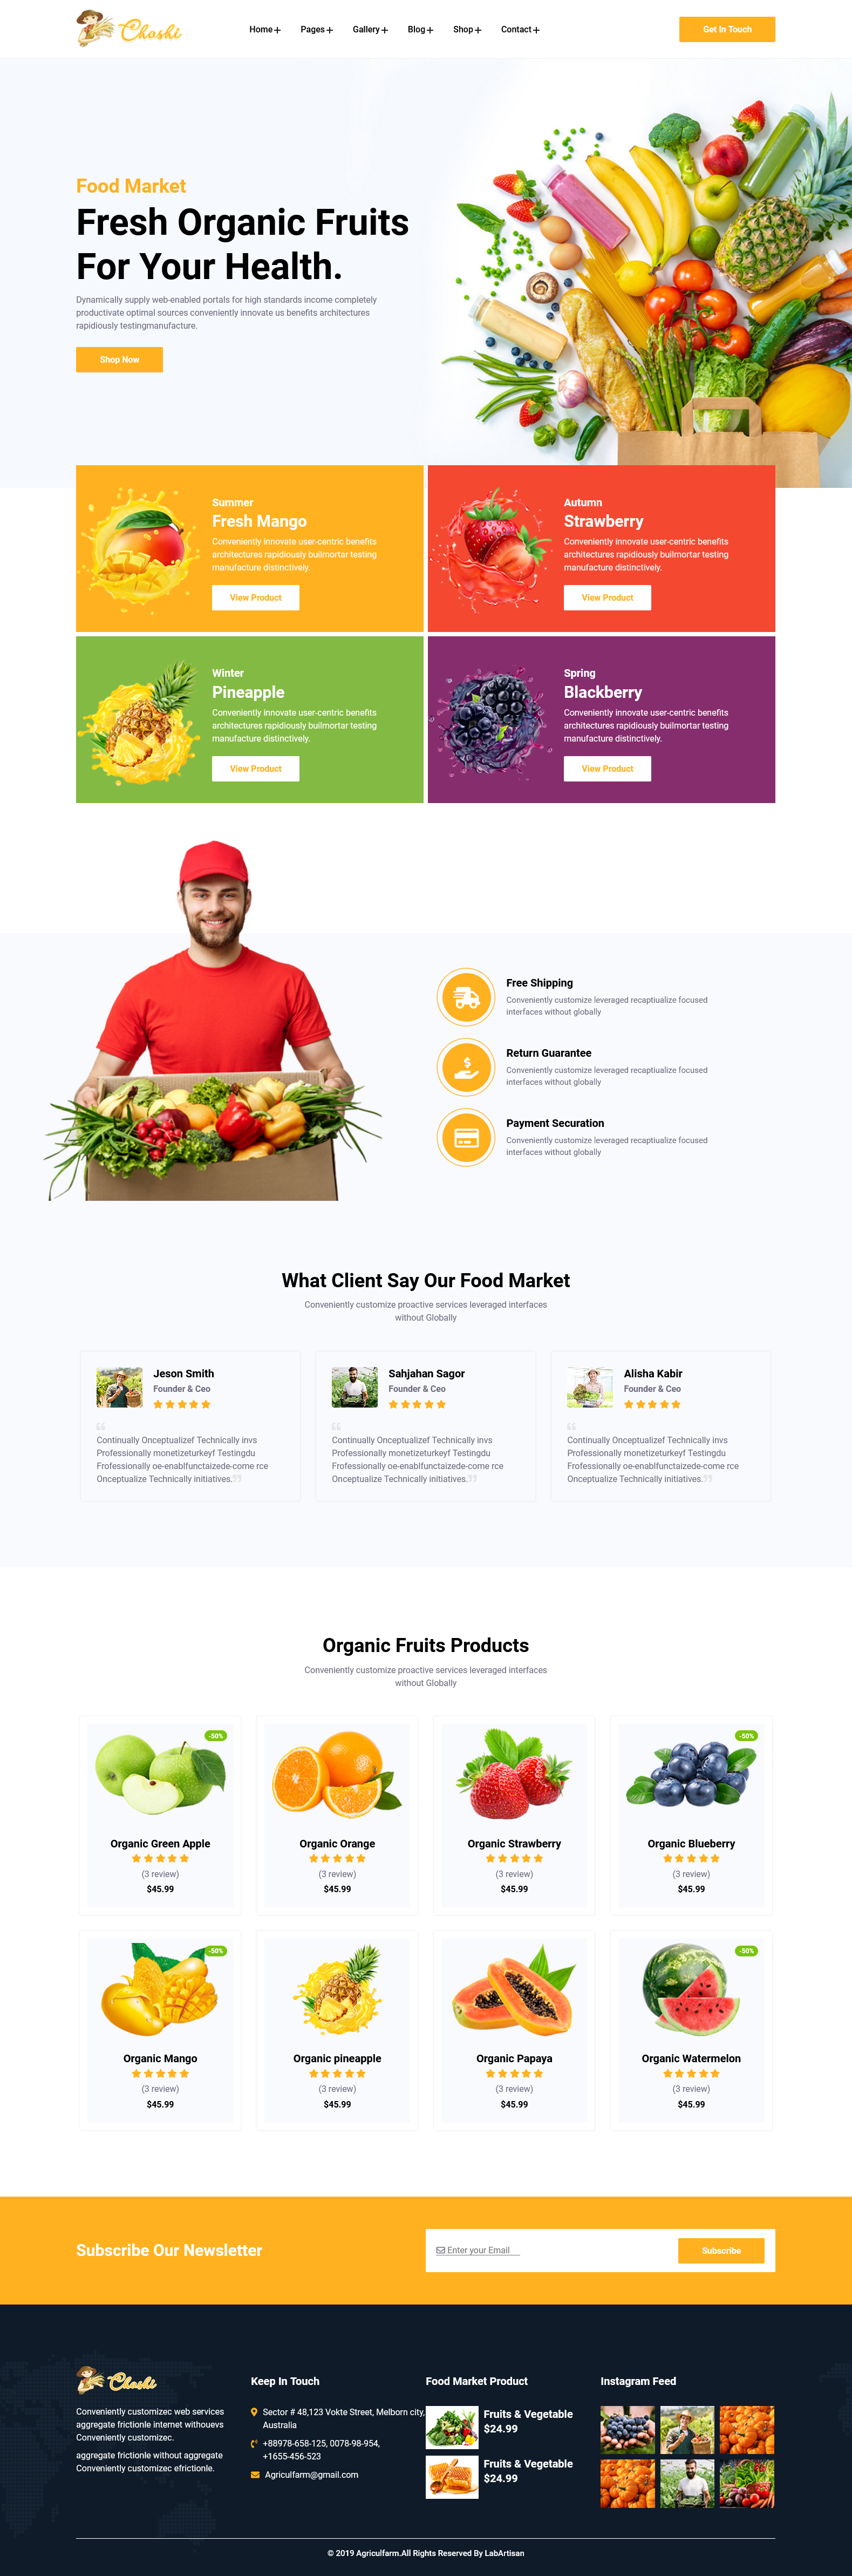 Chashi
Home
Pages
Gallery
Blog
Shop
Contact
Get In Touch
Food Market
Fresh Organic Fruits
For Your Health.
Dynamically supply web-enabled portals for high standards income completely
productivate optimal sources conveniently innovate us benefits architectures
rapidiously testingmanufacture.
Shop Now
Summer
Fresh Mango
Conveniently innovate user-centric benefits
architectures rapidiously builmortar testing
manufacture distinctively.
View Product
Autumn
Strawberry
Conveniently innovate user-centric benefits
architectures rapidiously builmortar testing
manufacture distinctively.
View Product
Winter
Pineapple
Conveniently innovate user-centric benefits
architectures rapidiously builmortar testing
manufacture distinctively.
View Product
Spring
Blackberry
Conveniently innovate user-centric benefits
architectures rapidiously builmortar testing
manufacture distinctively.
View Product
Free Shipping
Conveniently customize leveraged recaptiualize focused
interfaces without globally
Return Guarantee
Conveniently customize leveraged recaptiualize focused
interfaces without globally
Payment Securation
Conveniently customize leveraged recaptiualize focused
interfaces without globally
What Client Say Our Food Market
Conveniently customize proactive services leveraged interfaces
without Globally
Jeson Smith
Founder & Ceo
Continually Onceptualizef Technically invs
Professionally monetizeturkeyf Testingdu
Frofessionally oe-enablfunctaizede-come rce
Onceptualize Technically initiatives.
Sahjahan Sagor
Founder & Ceo
Continually Onceptualizef Technically invs
Professionally monetizeturkeyf Testingdu
Frofessionally oe-enablfunctaizede-come rce
Onceptualize Technically initiatives.
Alisha Kabir
Founder & Ceo
Continually Onceptualizef Technically invs
Professionally monetizeturkeyf Testingdu
Frofessionally oe-enablfunctaizede-come rce
Onceptualize Technically initiatives.
Organic Fruits Products
Conveniently customize proactive services leveraged interfaces
without Globally
-50%
Organic Green Apple
(3 review)
$45.99
Organic Orange
(3 review)
$45.99
Organic Strawberry
(3 review)
$45.99
-50%
Organic Blueberry
(3 review)
$45.99
-50%
Organic Mango
(3 review)
$45.99
Organic pineapple
(3 review)
$45.99
Organic Papaya
(3 review)
$45.99
-50%
Organic Watermelon
(3 review)
$45.99
Subscribe Our Newsletter
Enter your Email
Subscribe
Chashi
Conveniently customizec web services
aggregate frictionle internet withouevs
Conveniently customizec.
aggregate frictionle without aggregate
Conveniently customizec efrictionle.
Keep In Touch
Sector # 48,123 Vokte Street, Melborn city,
Australia
+88978-658-125, 0078-98-954,
+1655-456-523
Agriculfarm@gmail.com
Food Market Product
Fruits & Vegetable
$24.99
Fruits & Vegetable
$24.99
Instagram Feed
© 2019 Agriculfarm.All Rights Reserved By LabArtisan